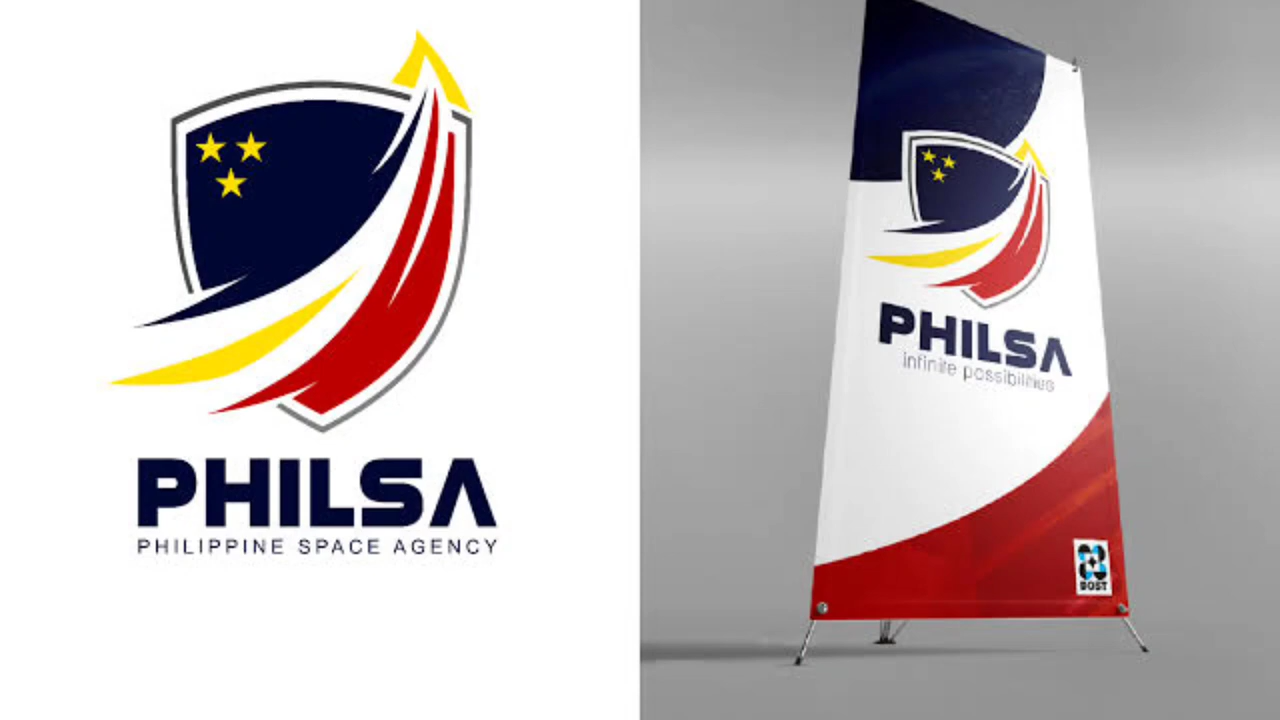 PHILSA
PHILIPPINE SPACE AGENCY
PHILSA
infinite possibilities
DOST